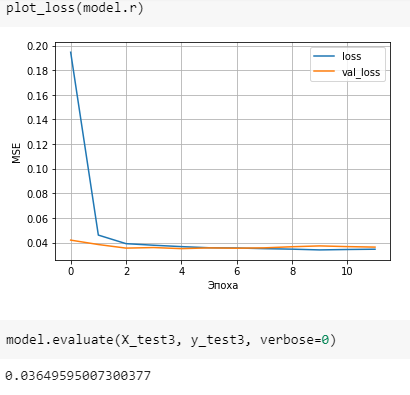 plot_loss(model.r)
0.20
0.18
0.16
0.14
0.12
0.10
0.08
0.06
0.04
MSE
loss
val_loss
0 2 4 6 8 10
Эпоха
model.evaluate(X_test3, y_test3, verbose=0)
0.03649595007300377